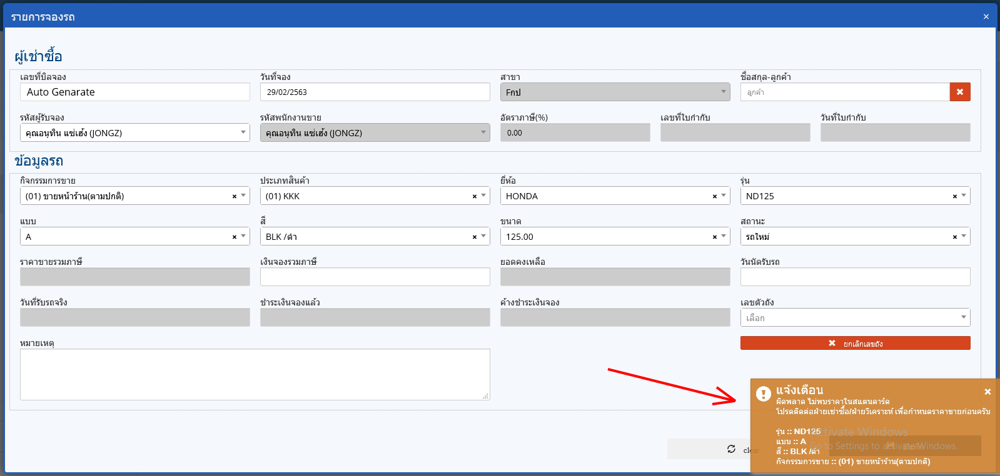 รายการจองรถ
×
ผู้เช่าซื้อ
เลขที่บิลจอง วันที่จอง สาขา ชื่อสกุล-ลูกค้า
Auto Genarate 29/02/2563 Fกป ลูกค้า
รหัสผู้รับจอง รหัสพนักงานขาย อัตราภาษี(%) เลขที่ใบกำกับ วันที่ใบกำกับ
คุณอนุทิน แซ่เฮ้ง (JONGZ) คุณอนุทิน แซ่เฮ้ง (JONGZ) 0.00
ข้อมูลรถ
กิจกรรมการขาย ประเภทสินค้า ยี่ห้อ รุ่น
(01) ขายหน้าร้าน(ตามปกติ) × (01) KKK × HONDA × ND125 ×
แบบ สี ขนาด สถานะ
A × BLK /ดำ × 125.00 × รถใหม่ ×
ราคาขายรวมภาษี เงินจองรวมภาษี ยอดคงเหลือ วันนัดรับรถ
วันที่รับรถจริง ชำระเงินจองแล้ว ค้างชำระเงินจอง เลขตัวถัง
เลือก
หมายเหตุ
ยกเลิกเลขถัง
แจ้งเตือน
ผิดพลาด ไม่พบราคาในสแตนดาร์ด
โปรดติดต่อฝ่ายเช่าซื้อ/ฝ่ายวิเคราะห์ เพื่อกำหนดราคาขายก่อนครับ
รุ่น :: ND125
แบบ :: A
สี :: BLK /ดำ
กิจกรรมการขาย :: (01) ขายหน้าร้าน(ตามปกติ)
Activate Windows
Go to Settings to activate Windows.
clear